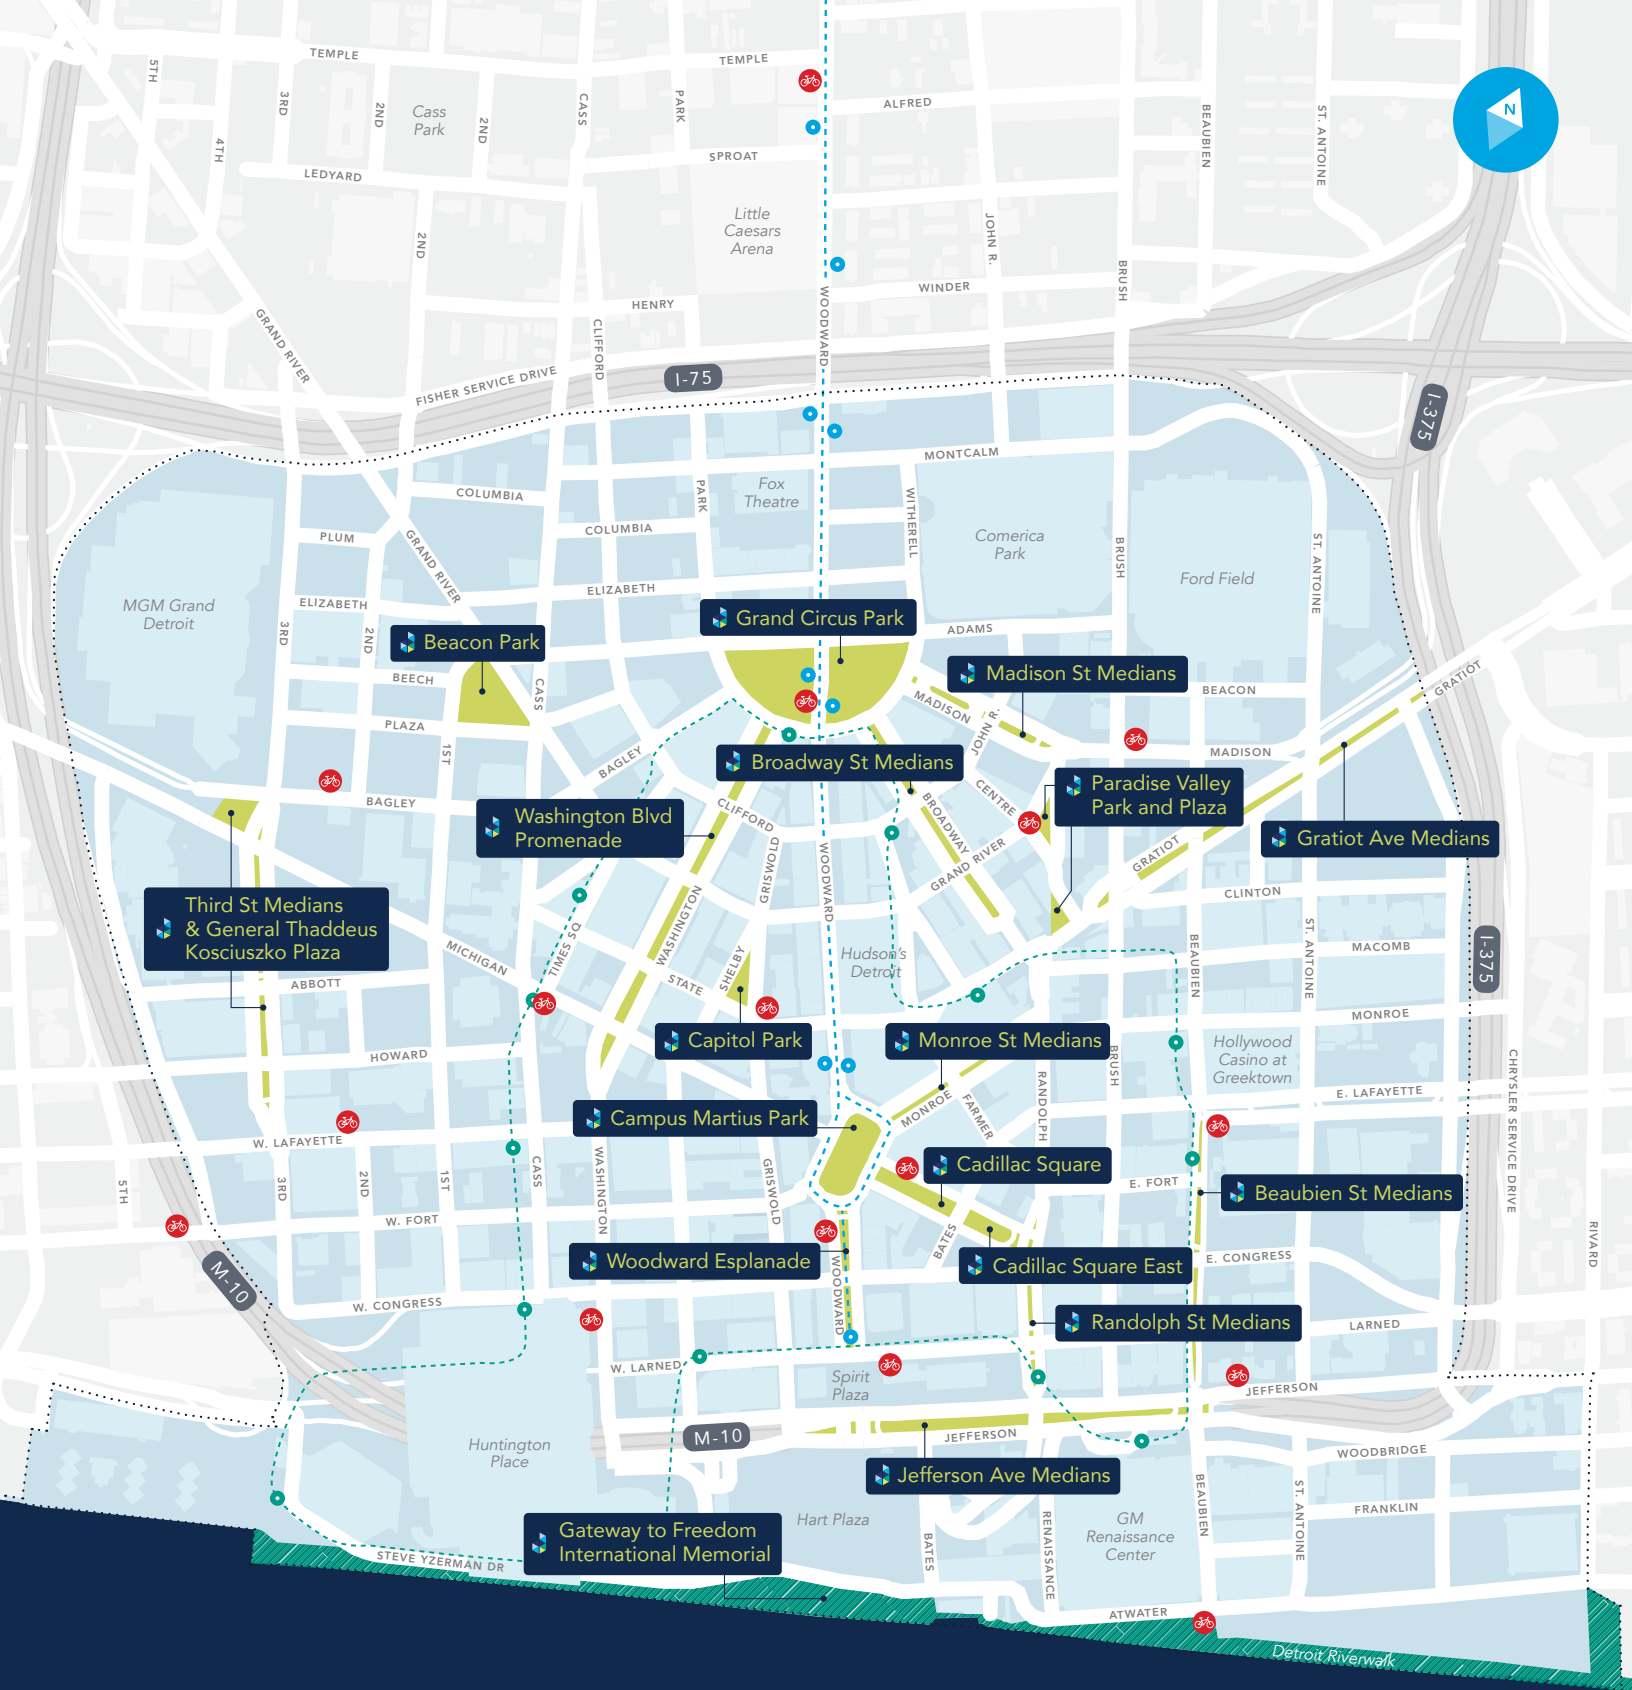 TEMPLE
TEMPLE
5TH
3RD
2ND
2ND
CASS
PARK
ALFRED
BEAUBIEN
ST. ANTOINE
N
Cass
Park
4TH
SPROAT
LEDYARD
Little
Caesars
Arena
2ND
JOHN R.
BRUSH
HENRY
WINDER
GRAND RIVER
CLIFFORD
WOODWARD
FISHER SERVICE DRIVE
I-75
I-375
MONTCALM
COLUMBIA
PARK
Fox
Theatre
WITHERELL
COLUMBIA
PLUM
GRAND RIVER
Comerica
Park
BRUSH
Ford Field
ST. ANTOINE
MGM Grand
Detroit
ELIZABETH
ELIZABETH
Grand Circus Park
3RD
2ND
Beacon Park
ADAMS
BEECH
CASS
Madison St Medians
BEACON
GRATIOT
PLAZA
MADISON
JOHN R.
1ST
BAGLEY
Broadway St Medians
MADISON
BAGLEY
Washington Blvd
Promenade
CLIFFORD
CENTRE
Paradise Valley
Park and Plaza
BROADWAY
GRAND RIVER
GRATIOT
Gratiot Ave Medians
GRISWOLD
WOODWARD
CLINTON
Third St Medians
& General Thaddeus
Kosciuszko Plaza
MICHIGAN
TIMES SQ
WASHINGTON
SHELBY
STATE
Hudson's
Detroit
BEAUBIEN
ST. ANTOINE
MACOMB
I-375
ABBOTT
MONROE
Capitol Park
Monroe St Medians
HOWARD
BRUSH
Hollywood
Casino at
Greektown
CHRYSLER SERVICE DRIVE
RANDOLPH
E. LAFAYETTE
Campus Martius Park
MONROE
FARMER
W. LAFAYETTE
Cadillac Square
5TH
3RD
2ND
1ST
CASS
WASHINGTON
GRISWOLD
E. FORT
Beaubien St Medians
W. FORT
BATES
RIVARD
Woodward Esplanade
Cadillac Square East
E. CONGRESS
M-10
WOODWARD
W. CONGRESS
Randolph St Medians
LARNED
W. LARNED
Spirit
Plaza
JEFFERSON
M-10
JEFFERSON
Huntington
Place
WOODBRIDGE
Jefferson Ave Medians
BEAUBIEN
ST. ANTOINE
Hart Plaza
FRANKLIN
GM
Renaissance
Center
Gateway to Freedom
International Memorial
BATES
RENAISSANCE
STEVE YZERMAN DR
ATWATER
Detroit Riverwalk